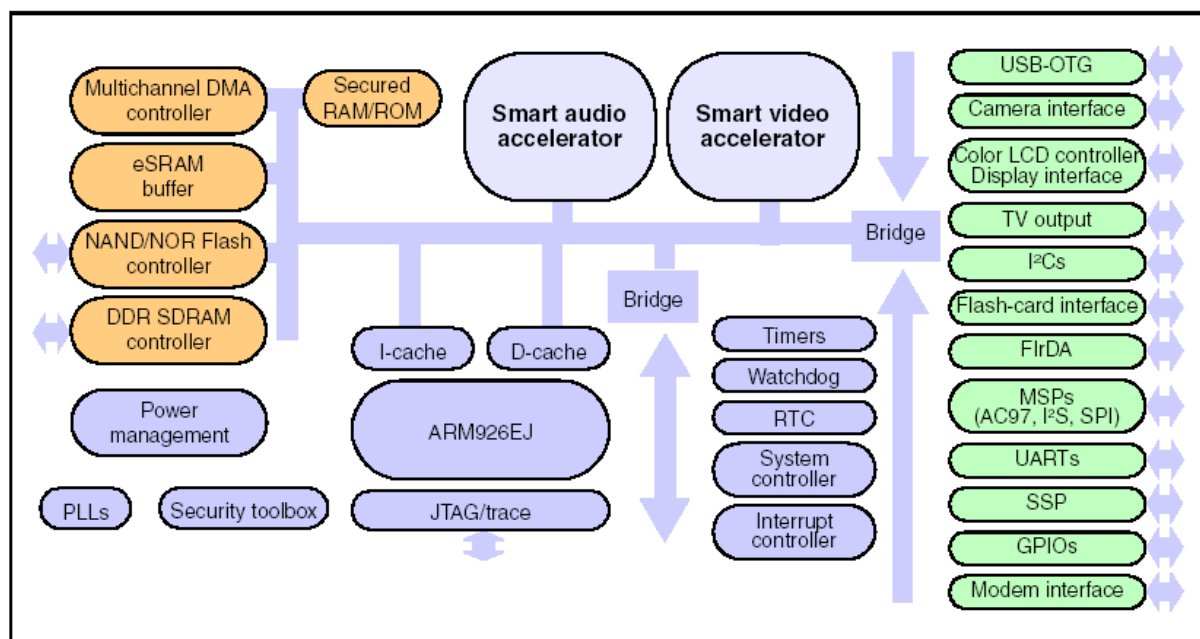 Multichannel DMA
controller
eSRAM
buffer
NAND/NOR Flash
controller
DDR SDRAM
controller
Power
management
PLLs
Security toolbox
Secured
RAM/ROM
Smart audio
accelerator
Smart video
accelerator
I-cache
D-cache
ARM926EJ
JTAG/trace
Bridge
Bridge
Timers
Watchdog
RTC
System
controller
Interrupt
controller
USB-OTG
Camera interface
Color LCD controller
Display interface
TV output
I²Cs
Flash-card interface
FIrDA
MSPs
(AC97, I²S, SPI)
UARTs
SSP
GPIOs
Modem interface